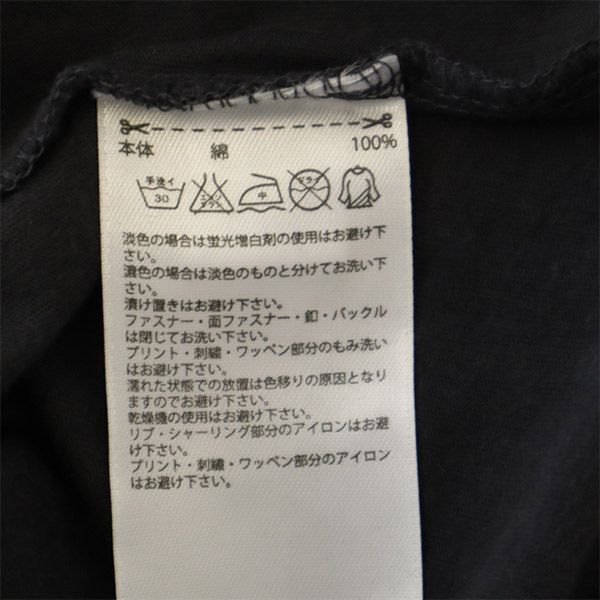 本体 綿 100%
手洗イ 30 エンソサラシ 中 ドライ
淡色の場合は蛍光増白剤の使用はお避け下
さい。
濃色の場合は淡色のものと分けてお洗い下
さい。
漬け置きはお避け下さい。
ファスナー・面ファスナー・釦・バックル
は閉じてお洗い下さい。
プリント・刺繍・ワッペン部分のもみ洗い
はお避け下さい。
濡れた状態での放置は色移りの原因となり
ますのでお避け下さい。
乾燥機の使用はお避け下さい。
リブ・シャーリング部分のアイロンはお避
け下さい。
プリント・刺繍・ワッペン部分のアイロン
はお避け下さい。